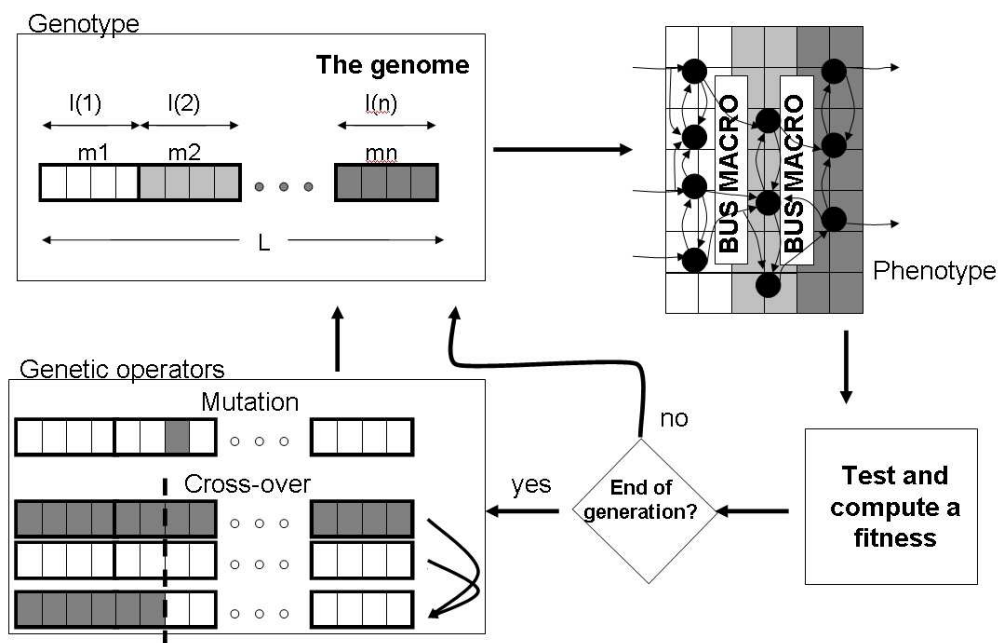 Genotype
The genome
l(1)
l(2)
l(n)
m1
m2
mn
L
BUS MACRO
BUS MACRO
Phenotype
Genetic operators
Mutation
Cross-over
no
yes
End of
generation?
Test and
compute a
fitness